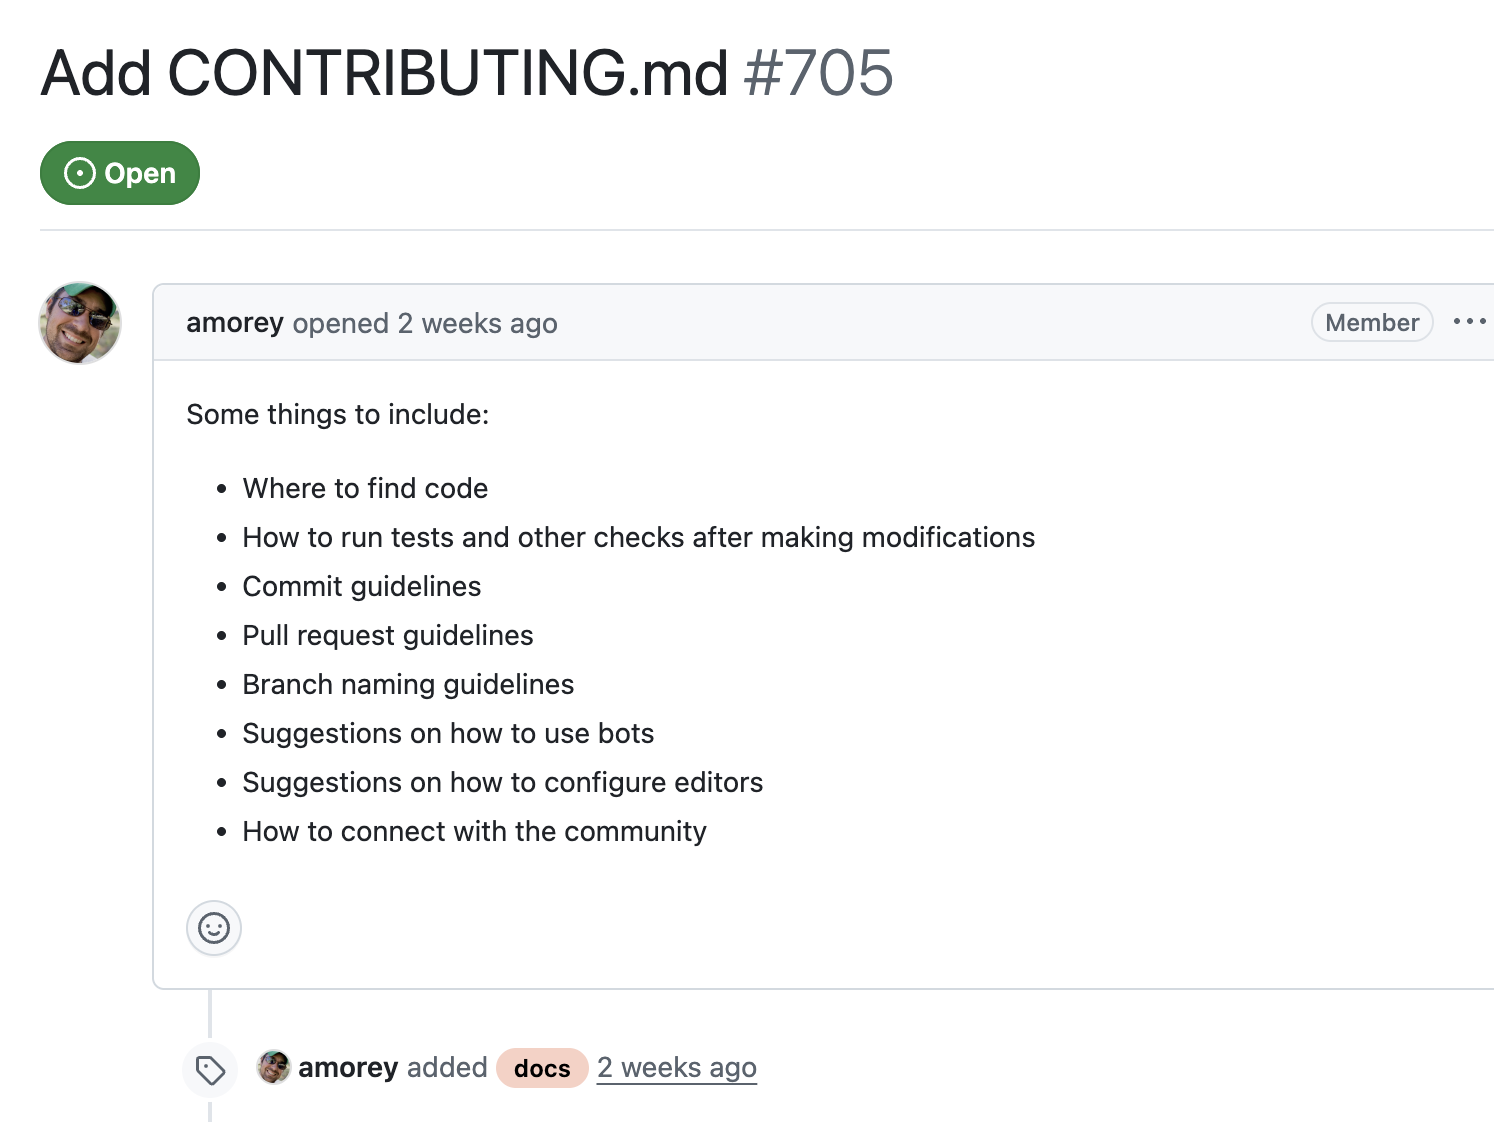 Add CONTRIBUTING.md #705
Open
amorey opened 2 weeks ago
Member
Some things to include:
Where to find code
How to run tests and other checks after making modifications
Commit guidelines
Pull request guidelines
Branch naming guidelines
Suggestions on how to use bots
Suggestions on how to configure editors
How to connect with the community
amorey added docs 2 weeks ago